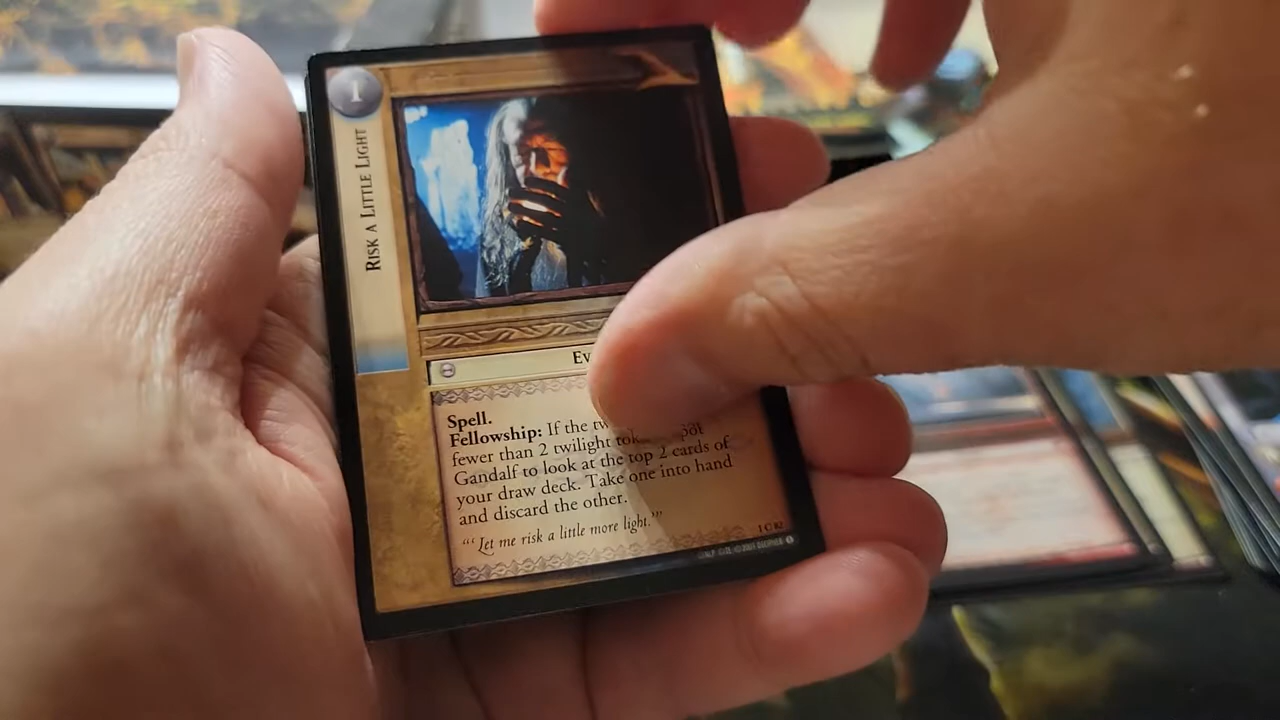 1
RISK A LITTLE LIGHT
Ev
Spell.
Fellowship: If the tw
fewer than 2 twilight tok
Gandalf to look at the top 2 cards of
your draw deck. Take one into hand
and discard the other.
"'Let me risk a little more light.'"
1 C 82